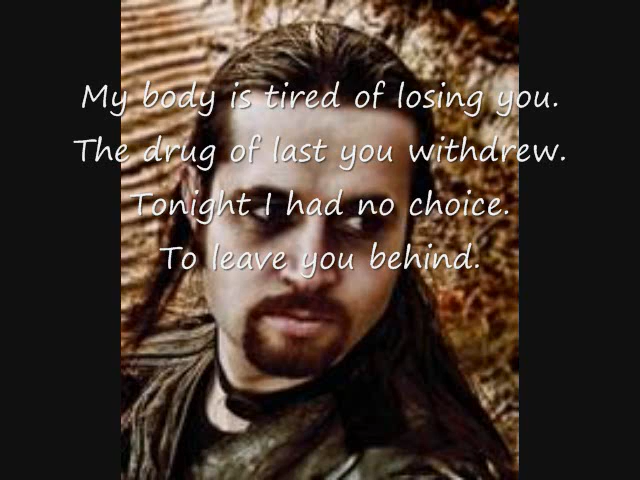 My body is tired of losing you.
The drug of last you withdrew.
Tonight I had no choice.
To leave you behind.